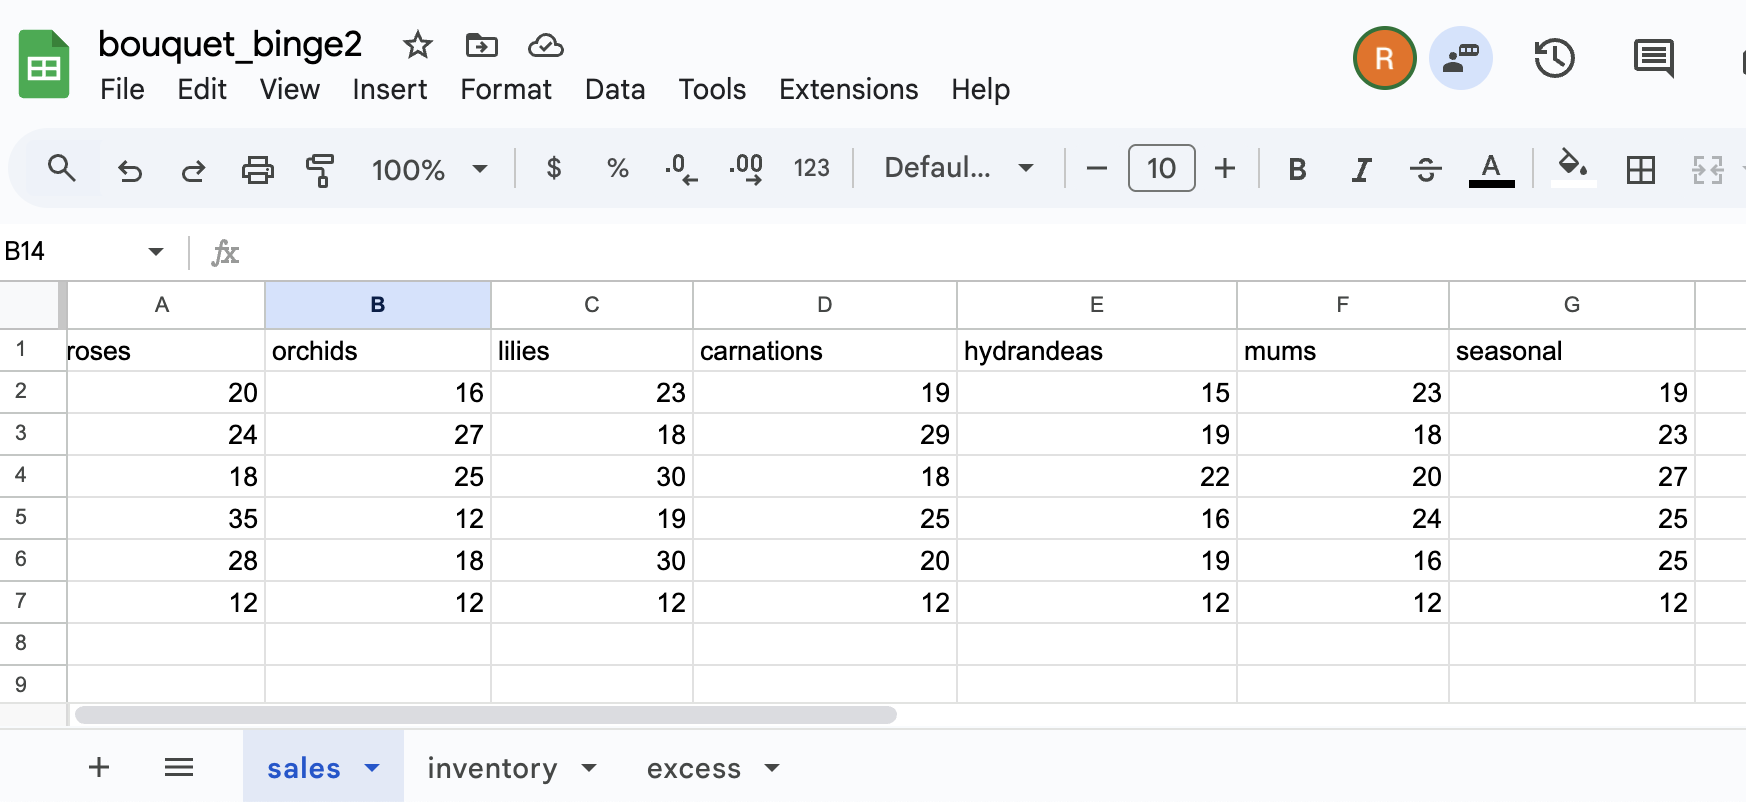 bouquet_binge2
File Edit View Insert Format Data Tools Extensions Help
R
100% $ % .0 .00 123 Defaul... − 10 + B I S A
B14 fx
A B C D E F G
1 roses orchids lilies carnations hydrandeas mums seasonal
2 20 16 23 19 15 23 19
3 24 27 18 29 19 18 23
4 18 25 30 18 22 20 27
5 35 12 19 25 16 24 25
6 28 18 30 20 19 16 25
7 12 12 12 12 12 12 12
8
9
+ sales inventory excess